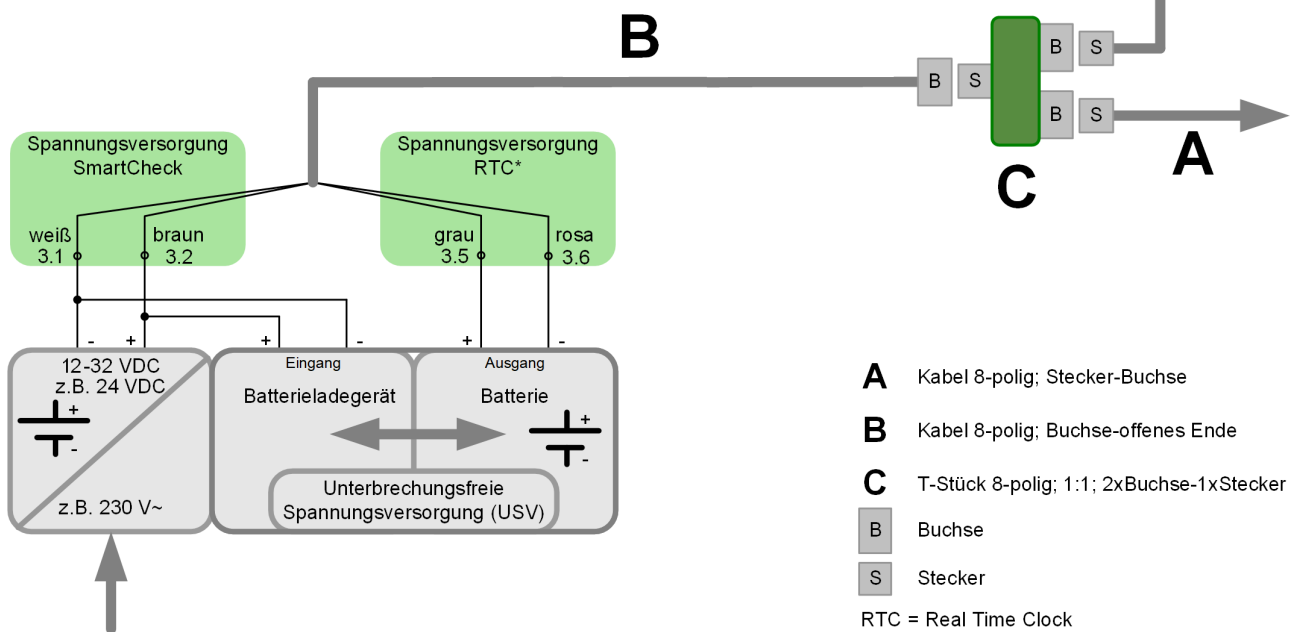 B
B
S
B
S
B
S
A
C
Spannungsversorgung
SmartCheck
weiß
3.1
braun
3.2
Spannungsversorgung
RTC*
grau
3.5
rosa
3.6
- +
+ -
+ -
12-32 VDC
z.B. 24 VDC
+
-
z.B. 230 V~
Eingang
Batterieladegerät
Ausgang
Batterie
+
-
Unterbrechungsfreie
Spannungsversorgung (USV)
A Kabel 8-polig; Stecker-Buchse
B Kabel 8-polig; Buchse-offenes Ende
C T-Stück 8-polig; 1:1; 2xBuchse-1xStecker
B Buchse
S Stecker
RTC = Real Time Clock